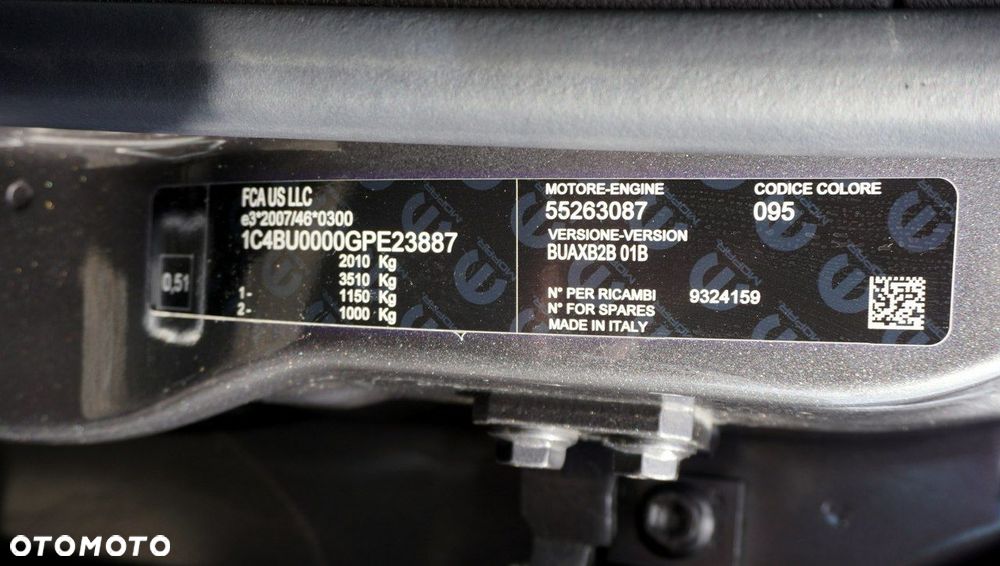 FCA US LLC
e3*2007/46*0300
1C4BU0000GPE23887
2010 Kg
3510 Kg
1- 1150 Kg
2- 1000 Kg
0,51
MOTORE-ENGINE
55263087
VERSIONE-VERSION
BUAXB2B 01B
CODICE COLORE
095
N° PER RICAMBI 9324159
N° FOR SPARES
MADE IN ITALY
OTOMOTO